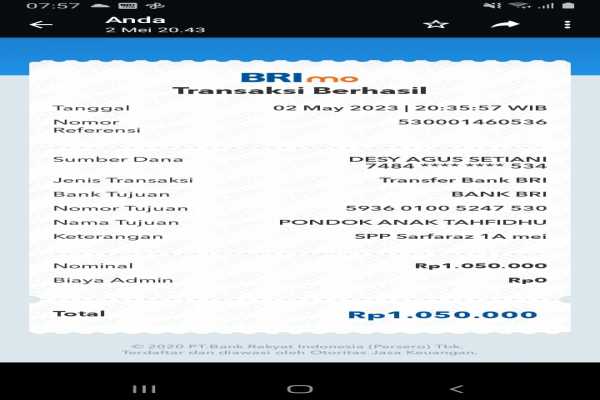 07:57
Anda
2 Mei 20.43
BRImo
Transaksi Berhasil
Tanggal 02 May 2023 | 20:35:57 WIB
Nomor Referensi 530001460536
Sumber Dana DESY AGUS SETIANI
7484 **** **** 534
Jenis Transaksi Transfer Bank BRI
Bank Tujuan BANK BRI
Nomor Tujuan 5936 0100 5247 530
Nama Tujuan PONDOK ANAK TAHFIDHU
Keterangan SPP Sarfaraz 1A mei
Nominal Rp1.050.000
Biaya Admin Rp0
Total Rp1.050.000
© 2020 PT.Bank Rakyat Indonesia (Persero) Tbk.
Terdaftar dan diawasi oleh Otoritas Jasa Keuangan.